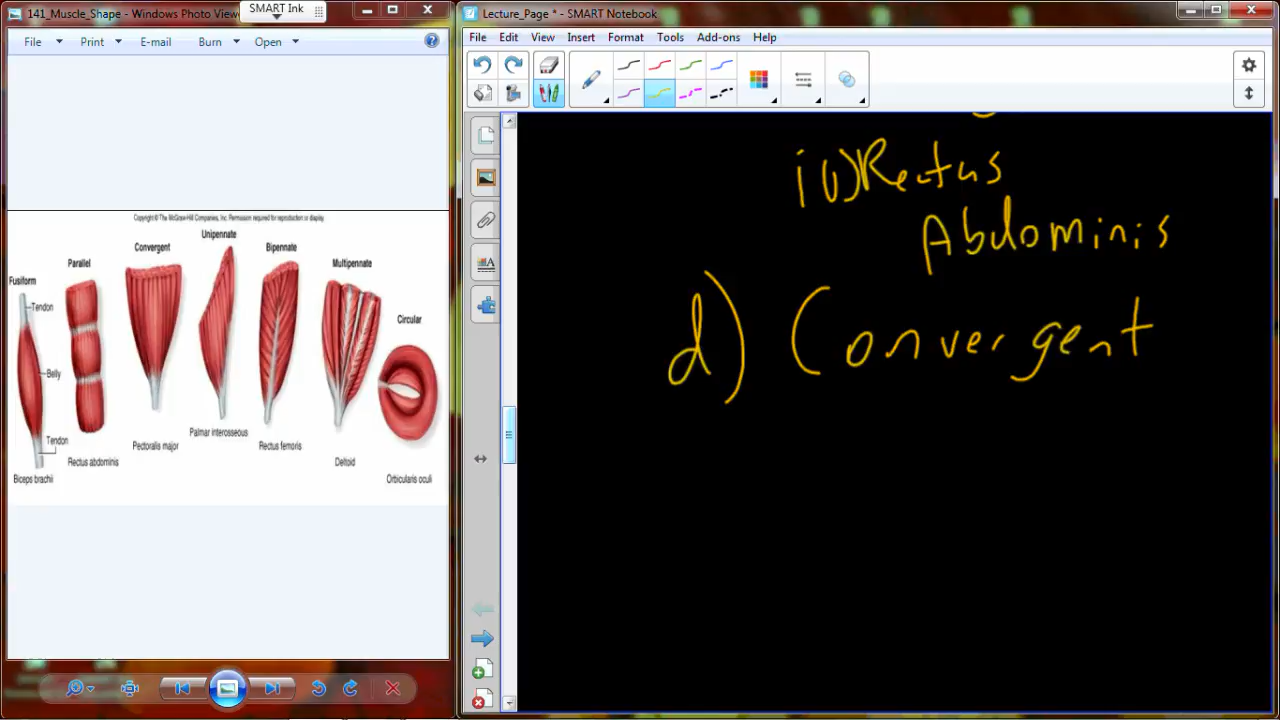 141_Muscle_Shape - Windows Photo View
SMART Ink
File Print E-mail Burn Open
Copyright © The McGraw-Hill Companies, Inc. Permission required for reproduction or display.
Unipennate
Convergent
Bipennate
Parallel
Multipennate
Fusiform
Tendon
Circular
Belly
Tendon
Palmar interosseous
Pectoralis major
Rectus femoris
Rectus abdominis
Deltoid
Biceps brachii
Orbicularis oculi
Lecture_Page * - SMART Notebook
File Edit View Insert Format Tools Add-ons Help
iv) Rectus
Abdominis
d) Convergent